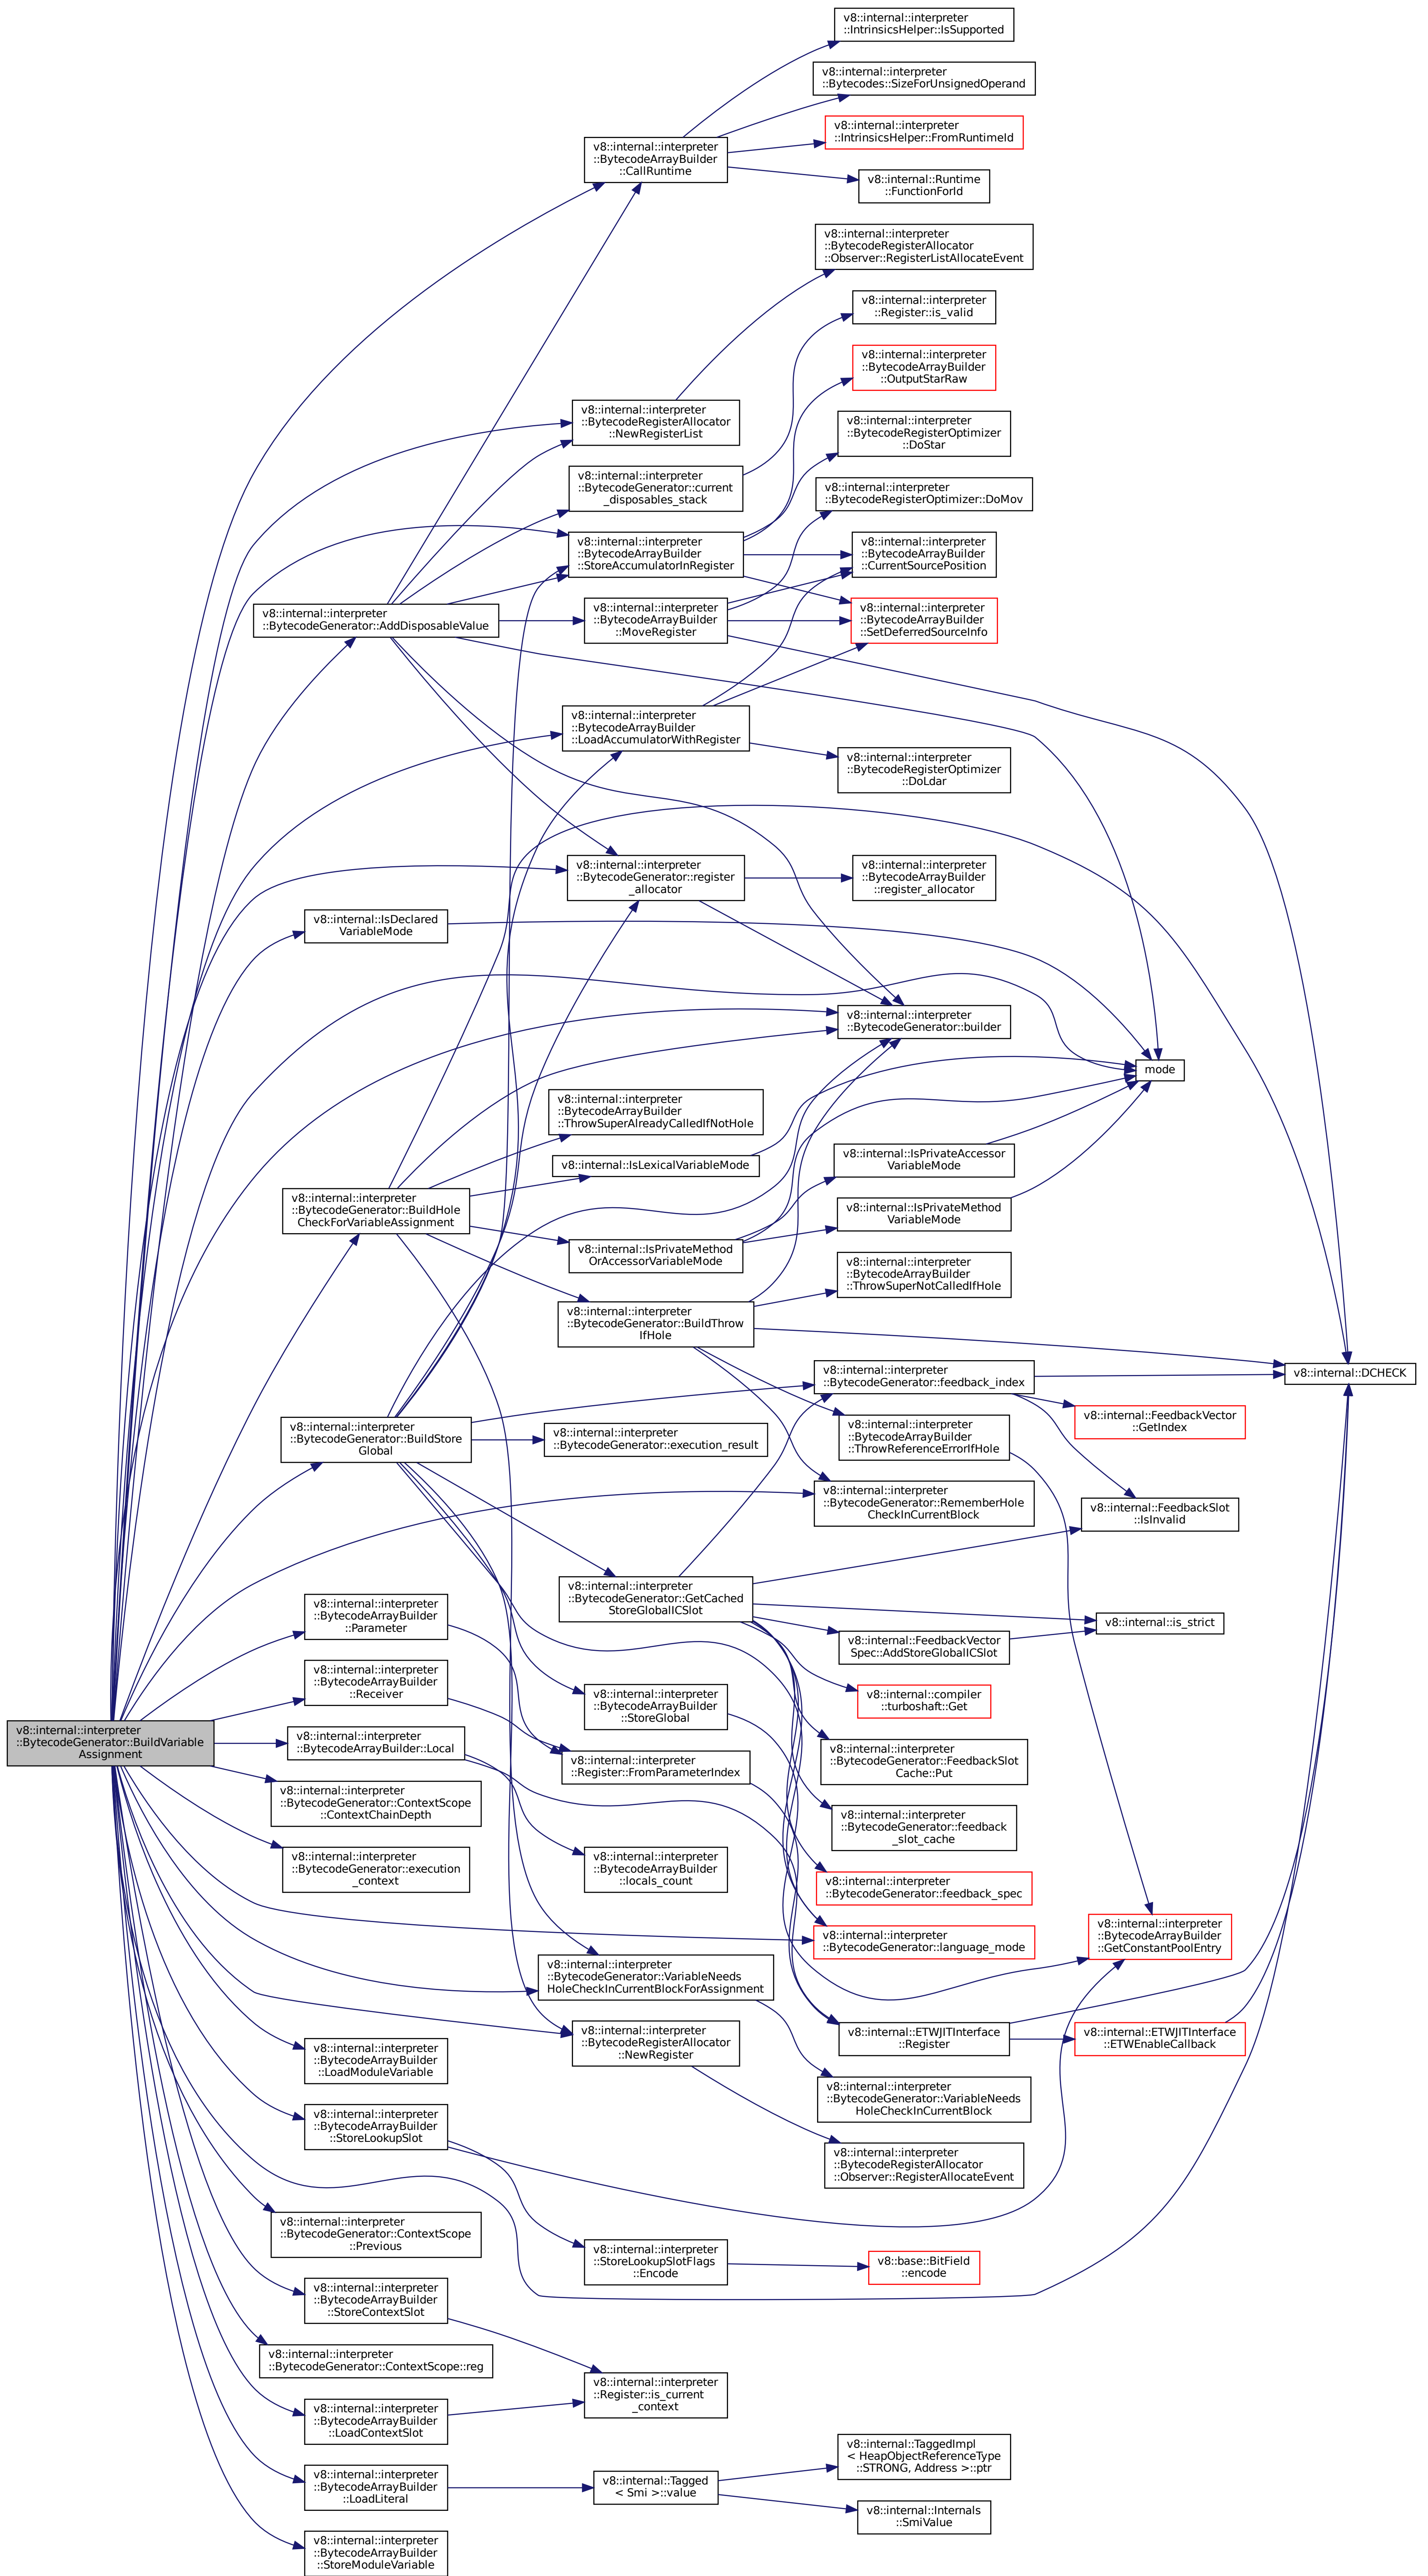 v8::internal::interpreter
::IntrinsicsHelper::IsSupported
v8::internal::interpreter
::Bytecodes::SizeForUnsignedOperand
v8::internal::interpreter
::IntrinsicsHelper::FromRuntimeId
v8::internal::interpreter
::BytecodeArrayBuilder
::CallRuntime
v8::internal::Runtime
::FunctionForId
v8::internal::interpreter
::BytecodeRegisterAllocator
::Observer::RegisterListAllocateEvent
v8::internal::interpreter
::Register::is_valid
v8::internal::interpreter
::BytecodeArrayBuilder
::OutputStarRaw
v8::internal::interpreter
::BytecodeRegisterAllocator
::NewRegisterList
v8::internal::interpreter
::BytecodeRegisterOptimizer
::DoStar
v8::internal::interpreter
::BytecodeGenerator::current
_disposables_stack
v8::internal::interpreter
::BytecodeRegisterOptimizer::DoMov
v8::internal::interpreter
::BytecodeArrayBuilder
::StoreAccumulatorInRegister
v8::internal::interpreter
::BytecodeArrayBuilder
::CurrentSourcePosition
v8::internal::interpreter
::BytecodeGenerator::AddDisposableValue
v8::internal::interpreter
::BytecodeArrayBuilder
::MoveRegister
v8::internal::interpreter
::BytecodeArrayBuilder
::SetDeferredSourceInfo
v8::internal::interpreter
::BytecodeArrayBuilder
::LoadAccumulatorWithRegister
v8::internal::interpreter
::BytecodeRegisterOptimizer
::DoLdar
v8::internal::interpreter
::BytecodeGenerator::register
_allocator
v8::internal::interpreter
::BytecodeArrayBuilder
::register_allocator
v8::internal::IsDeclared
VariableMode
v8::internal::interpreter
::BytecodeGenerator::builder
mode
v8::internal::interpreter
::BytecodeArrayBuilder
::ThrowSuperAlreadyCalledIfNotHole
v8::internal::IsLexicalVariableMode
v8::internal::IsPrivateAccessor
VariableMode
v8::internal::interpreter
::BytecodeGenerator::BuildHole
CheckForVariableAssignment
v8::internal::IsPrivateMethod
VariableMode
v8::internal::IsPrivateMethod
OrAccessorVariableMode
v8::internal::interpreter
::BytecodeArrayBuilder
::ThrowSuperNotCalledIfHole
v8::internal::interpreter
::BytecodeGenerator::BuildThrow
IfHole
v8::internal::DCHECK
v8::internal::interpreter
::BytecodeGenerator::feedback_index
v8::internal::FeedbackVector
::GetIndex
v8::internal::interpreter
::BytecodeGenerator::BuildStore
Global
v8::internal::interpreter
::BytecodeGenerator::execution_result
v8::internal::interpreter
::BytecodeArrayBuilder
::ThrowReferenceErrorIfHole
v8::internal::interpreter
::BytecodeGenerator::RememberHole
CheckInCurrentBlock
v8::internal::FeedbackSlot
::IsInvalid
v8::internal::interpreter
::BytecodeGenerator::GetCached
StoreGlobalICSlot
v8::internal::interpreter
::BytecodeArrayBuilder
::Parameter
v8::internal::is_strict
v8::internal::FeedbackVector
Spec::AddStoreGlobalICSlot
v8::internal::interpreter
::BytecodeArrayBuilder
::Receiver
v8::internal::compiler
::turboshaft::Get
v8::internal::interpreter
::BytecodeArrayBuilder
::StoreGlobal
v8::internal::interpreter
::BytecodeGenerator::BuildVariable
Assignment
v8::internal::interpreter
::BytecodeArrayBuilder::Local
v8::internal::interpreter
::BytecodeGenerator::FeedbackSlot
Cache::Put
v8::internal::interpreter
::Register::FromParameterIndex
v8::internal::interpreter
::BytecodeGenerator::ContextScope
::ContextChainDepth
v8::internal::interpreter
::BytecodeGenerator::feedback
_slot_cache
v8::internal::interpreter
::BytecodeGenerator::execution
_context
v8::internal::interpreter
::BytecodeArrayBuilder
::locals_count
v8::internal::interpreter
::BytecodeGenerator::feedback_spec
v8::internal::interpreter
::BytecodeGenerator::language_mode
v8::internal::interpreter
::BytecodeArrayBuilder
::GetConstantPoolEntry
v8::internal::interpreter
::BytecodeGenerator::VariableNeeds
HoleCheckInCurrentBlockForAssignment
v8::internal::interpreter
::BytecodeRegisterAllocator
::NewRegister
v8::internal::ETWJITInterface
::Register
v8::internal::ETWJITInterface
::ETWEnableCallback
v8::internal::interpreter
::BytecodeArrayBuilder
::LoadModuleVariable
v8::internal::interpreter
::BytecodeGenerator::VariableNeeds
HoleCheckInCurrentBlock
v8::internal::interpreter
::BytecodeArrayBuilder
::StoreLookupSlot
v8::internal::interpreter
::BytecodeRegisterAllocator
::Observer::RegisterAllocateEvent
v8::internal::interpreter
::BytecodeGenerator::ContextScope
::Previous
v8::internal::interpreter
::StoreLookupSlotFlags
::Encode
v8::base::BitField
::encode
v8::internal::interpreter
::BytecodeArrayBuilder
::StoreContextSlot
v8::internal::interpreter
::BytecodeGenerator::ContextScope::reg
v8::internal::interpreter
::Register::is_current
_context
v8::internal::interpreter
::BytecodeArrayBuilder
::LoadContextSlot
v8::internal::TaggedImpl
< HeapObjectReferenceType
::STRONG, Address >::ptr
v8::internal::interpreter
::BytecodeArrayBuilder
::LoadLiteral
v8::internal::Tagged
< Smi >::value
v8::internal::Internals
::SmiValue
v8::internal::interpreter
::BytecodeArrayBuilder
::StoreModuleVariable